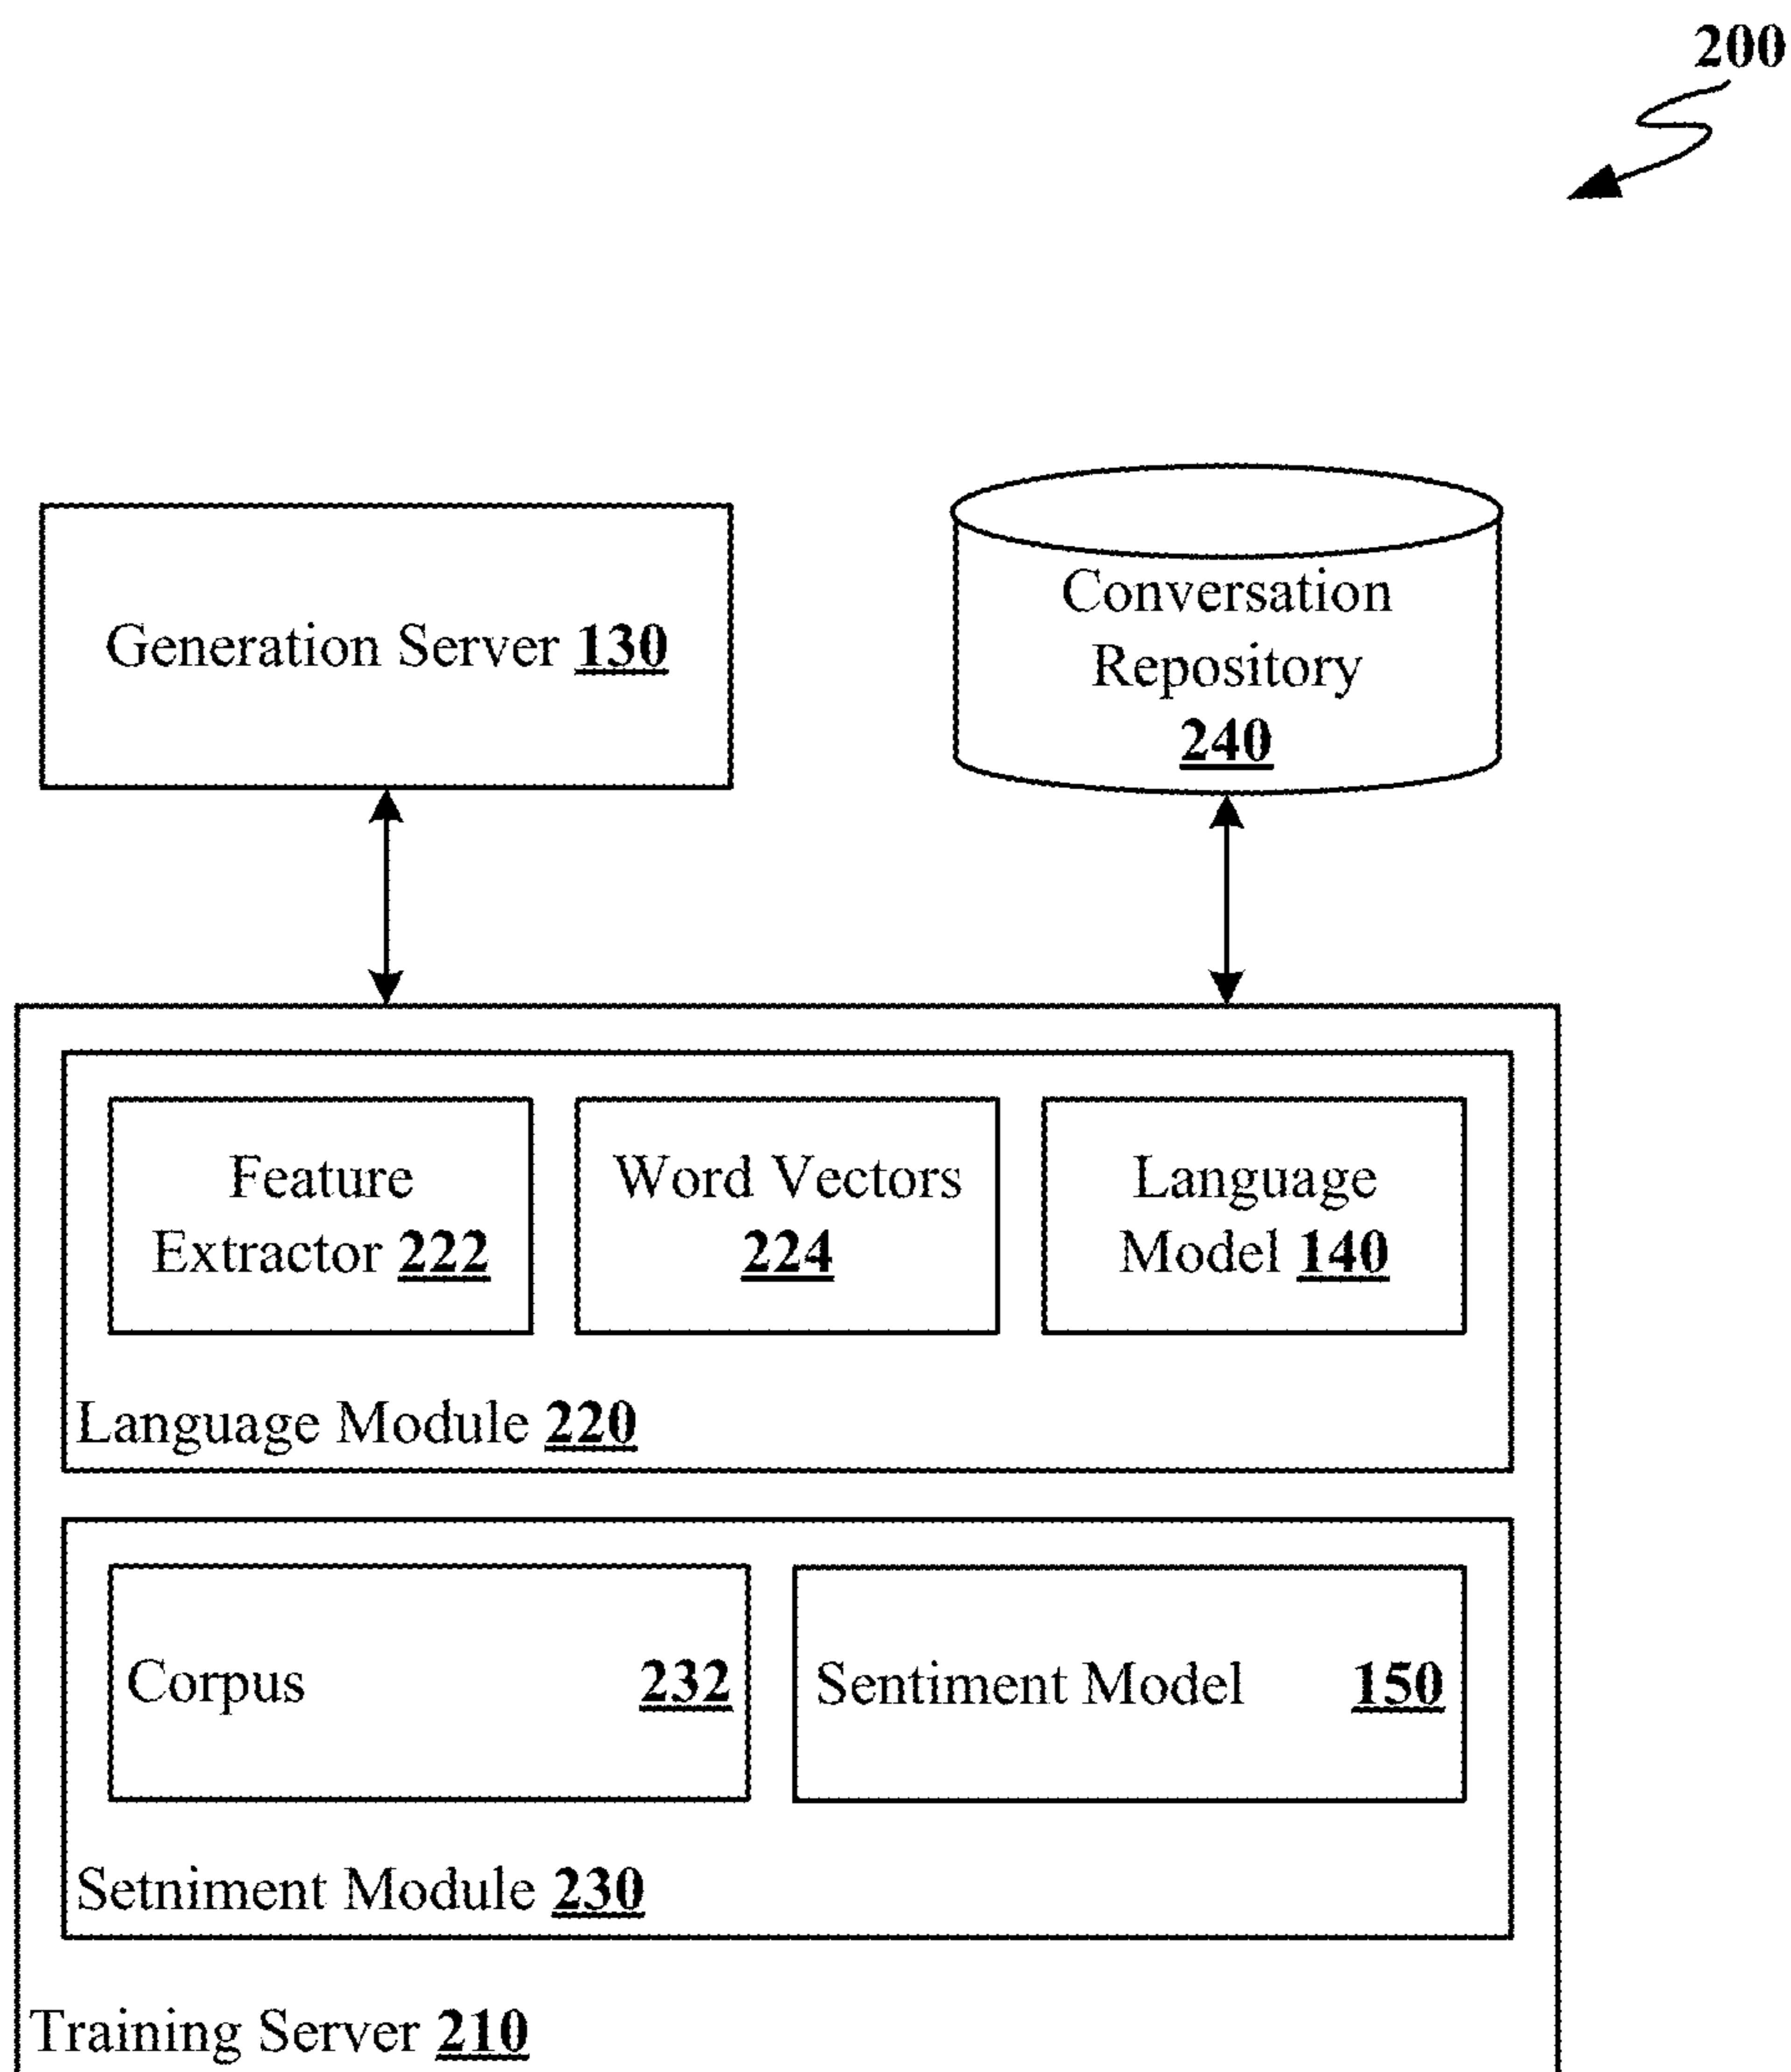 200
Generation Server 130
Conversation
Repository
240
Feature
Extractor 222
Word Vectors
224
Language
Model 140
Language Module 220
Corpus 232
Sentiment Model 150
Setniment Module 230
Training Server 210